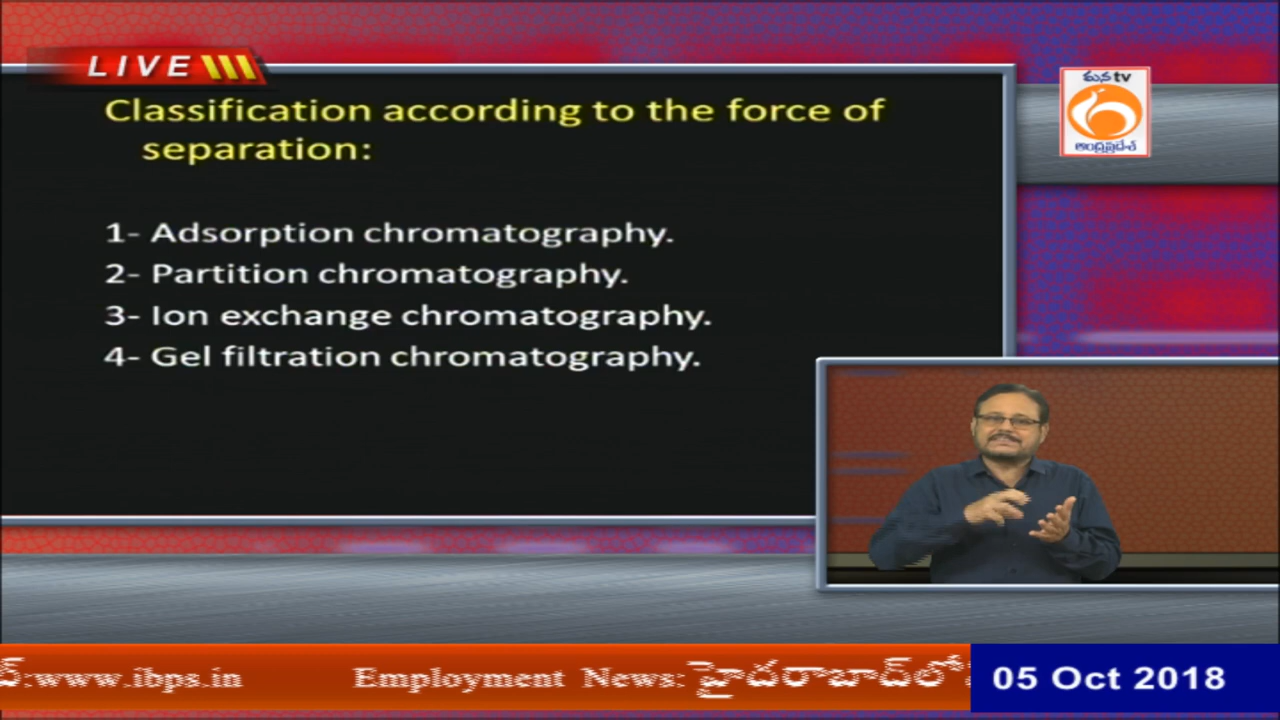 LIVE
మన tv
ఆంధ్రప్రదేశ్
Classification according to the force of
separation:
1- Adsorption chromatography.
2- Partition chromatography.
3- Ion exchange chromatography.
4- Gel filtration chromatography.
:www.ibps.in Employment News: హైదరాబాద్‌లో
05 Oct 2018